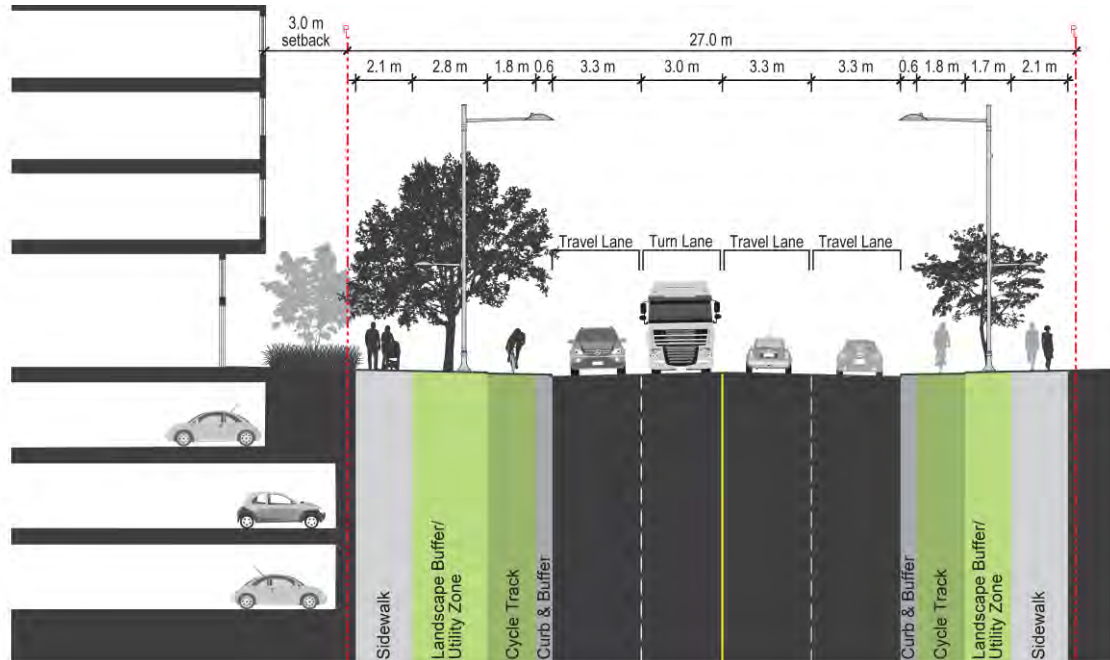 3.0 m
setback
27.0 m
2.1 m
2.8 m
1.8 m
0.6
3.3 m
3.0 m
3.3 m
3.3 m
0.6
1.8 m
1.7 m
2.1 m
Travel Lane
Turn Lane
Travel Lane
Travel Lane
Sidewalk
Landscape Buffer/
Utility Zone
Cycle Track
Curb & Buffer
Curb & Buffer
Cycle Track
Landscape Buffer/
Utility Zone
Sidewalk